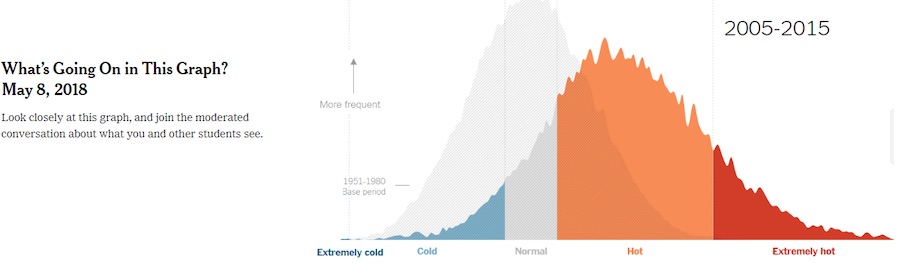 What's Going On in This Graph?
May 8, 2018
Look closely at this graph, and join the moderated
conversation about what you and other students see.
2005-2015
More frequent
1951-1980
Base period
Extremely cold
Cold
Normal
Hot
Extremely hot